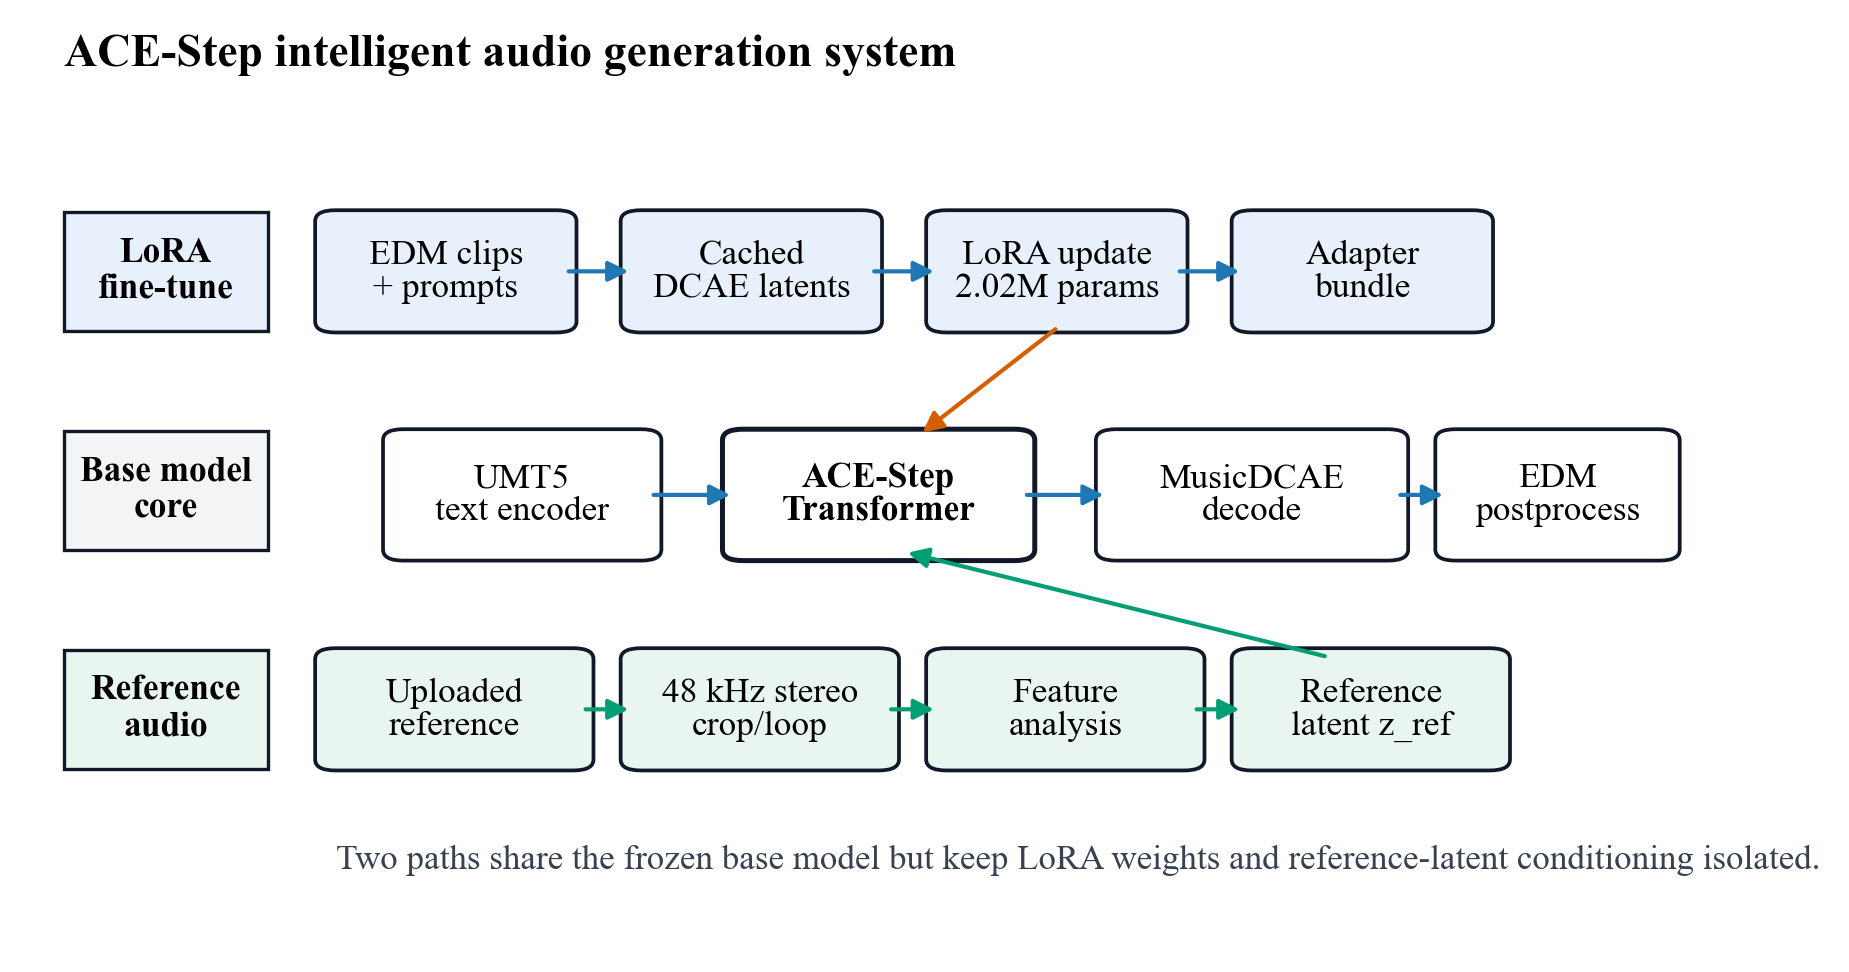 ACE-Step intelligent audio generation system
LoRA
fine-tune
EDM clips
+ prompts
Cached
DCAE latents
LoRA update
2.02M params
Adapter
bundle
Base model
core
UMT5
text encoder
ACE-Step
Transformer
MusicDCAE
decode
EDM
postprocess
Reference
audio
Uploaded
reference
48 kHz stereo
crop/loop
Feature
analysis
Reference
latent z_ref
Two paths share the frozen base model but keep LoRA weights and reference-latent conditioning isolated.